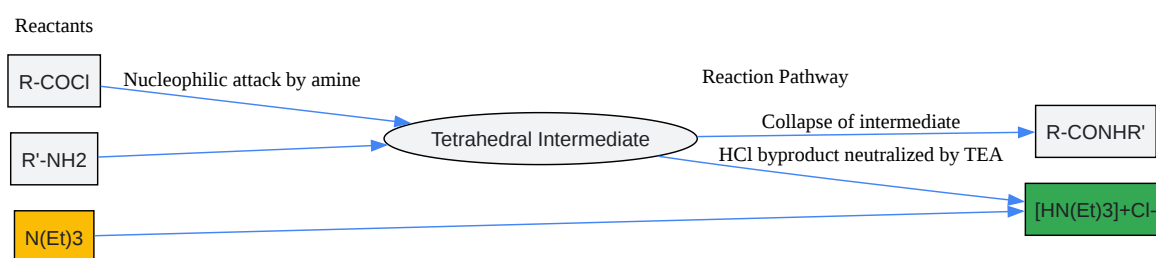 Reactants
R-COCl
Nucleophilic attack by amine
R'-NH2
N(Et)3
Tetrahedral Intermediate
Reaction Pathway
Collapse of intermediate
HCl byproduct neutralized by TEA
R-CONHR'
[HN(Et)3]+Cl-